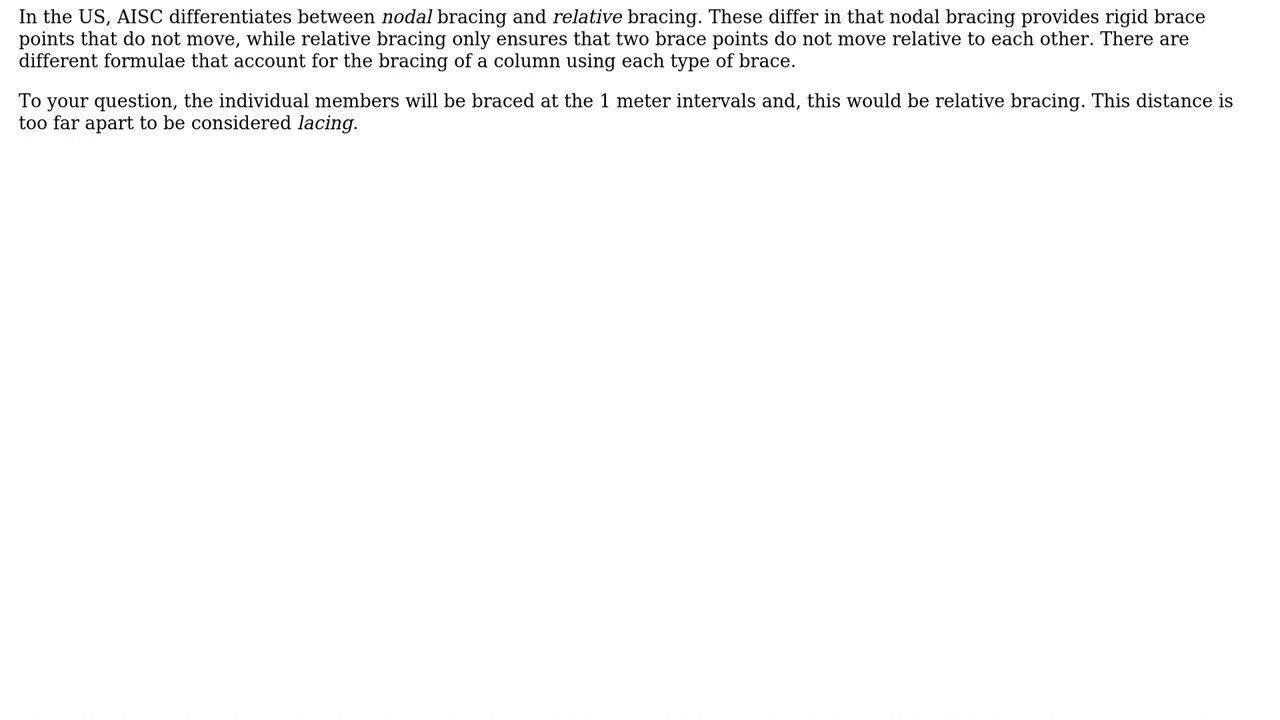 In the US, AISC differentiates between nodal bracing and relative bracing. These differ in that nodal bracing provides rigid brace
points that do not move, while relative bracing only ensures that two brace points do not move relative to each other. There are
different formulae that account for the bracing of a column using each type of brace.
To your question, the individual members will be braced at the 1 meter intervals and, this would be relative bracing. This distance is
too far apart to be considered lacing.